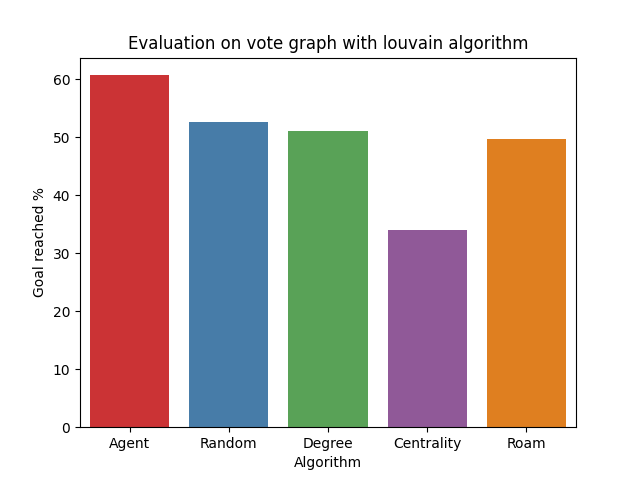 Evaluation on vote graph with louvain algorithm
Goal reached %
60
50
40
30
20
10
0
Agent Random Degree Centrality Roam
Algorithm